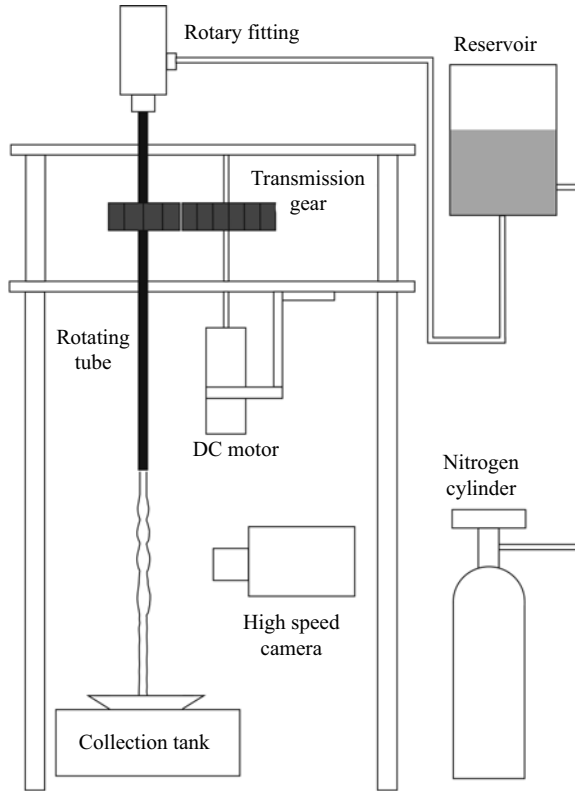 Rotary fitting
Reservoir
Transmission
gear
Rotating
tube
DC motor
Nitrogen
cylinder
High speed
camera
Collection tank